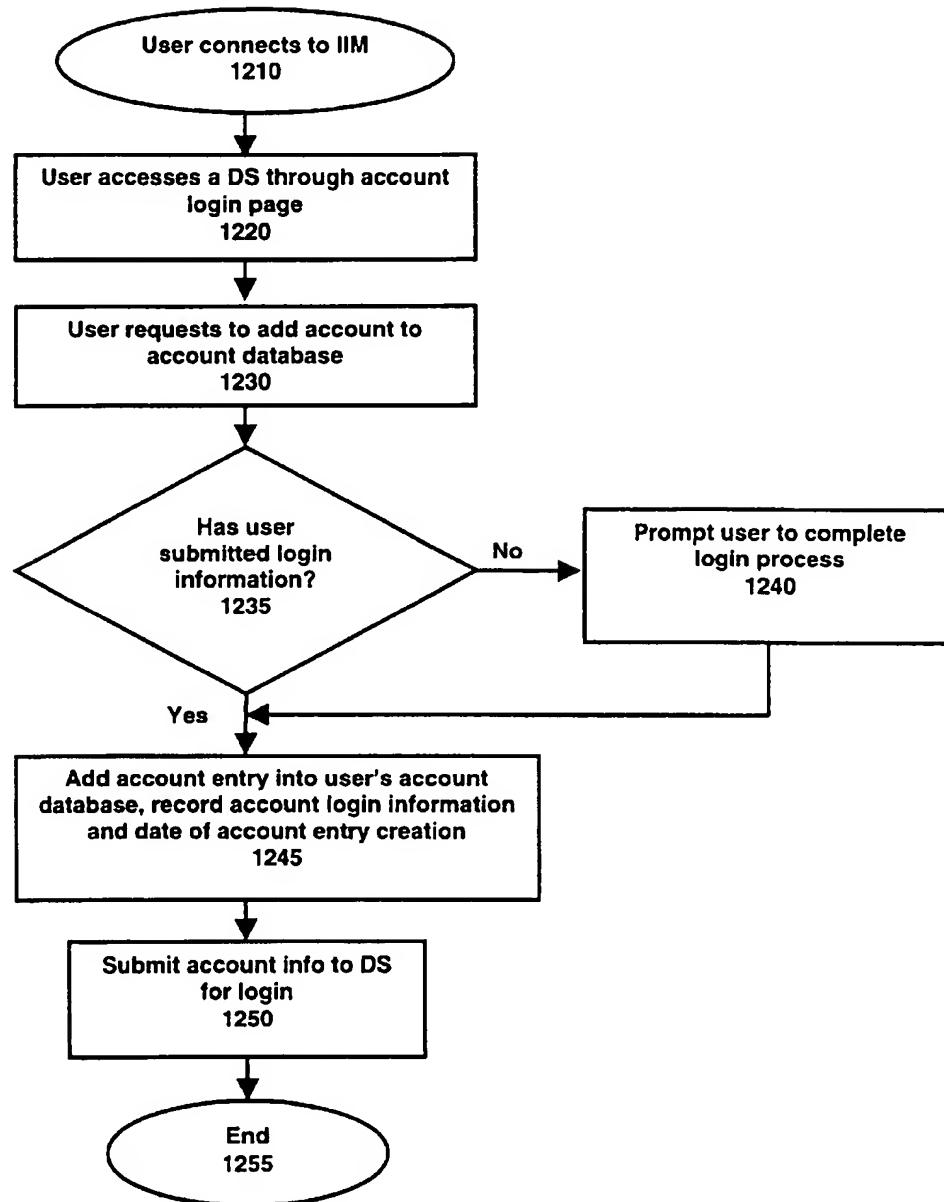 User connects to IIM
1210
User accesses a DS through account
login page
1220
User requests to add account to
account database
1230
Has user
submitted login
information?
1235
No
Prompt user to complete
login process
1240
Yes
Add account entry into user's account
database, record account login information
and date of account entry creation
1245
Submit account info to DS
for login
1250
End
1255